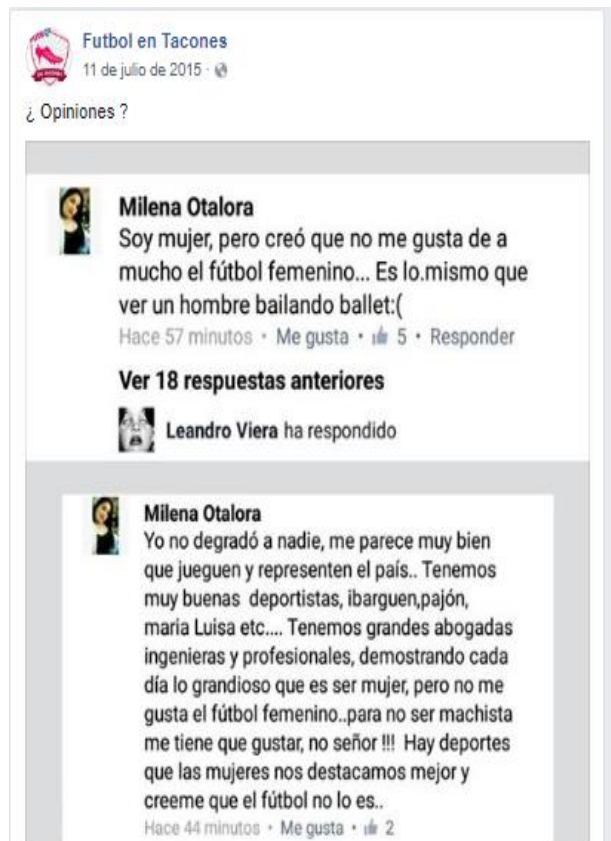 Futbol en Tacones
11 de julio de 2015 ·
¿ Opiniones ?
Milena Otalora
Soy mujer, pero creó que no me gusta de a
mucho el fútbol femenino... Es lo.mismo que
ver un hombre bailando ballet:(
Hace 57 minutos · Me gusta · 5 · Responder
Ver 18 respuestas anteriores
Leandro Viera ha respondido
Milena Otalora
Yo no degradó a nadie, me parece muy bien
que jueguen y representen el país.. Tenemos
muy buenas deportistas, ibarguen,pajón,
maría Luisa etc.... Tenemos grandes abogadas
ingenieras y profesionales, demostrando cada
día lo grandioso que es ser mujer, pero no me
gusta el fútbol femenino..para no ser machista
me tiene que gustar, no señor !!! Hay deportes
que las mujeres nos destacamos mejor y
creeme que el fútbol no lo es..
Hace 44 minutos · Me gusta · 2